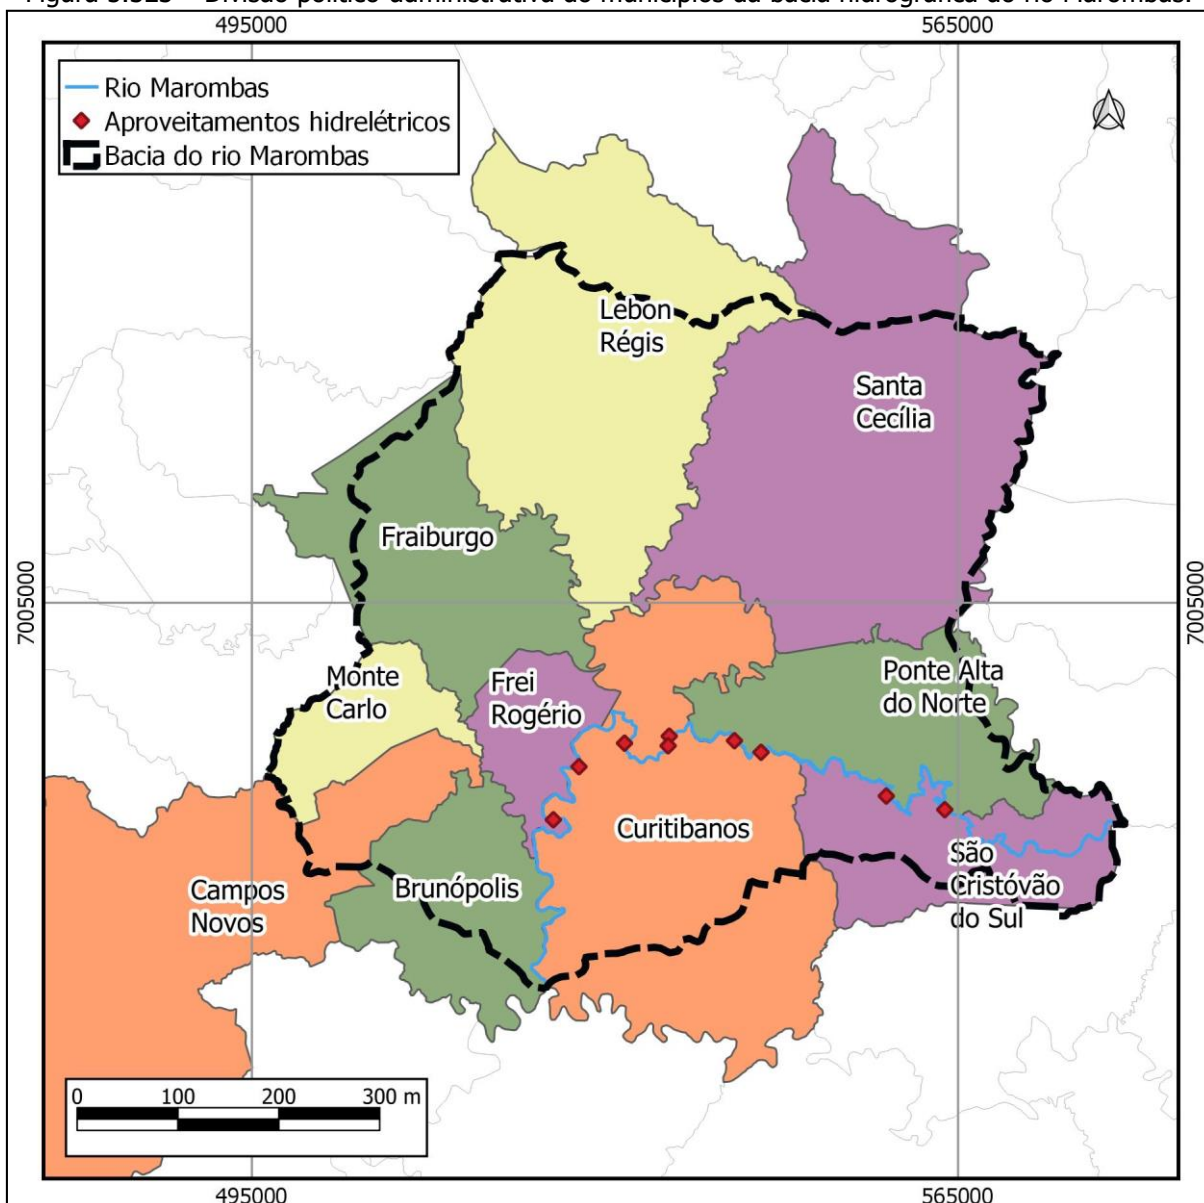 Figura 5.325 – Divisão político-administrativa de municípios da bacia hidrográfica do rio Marombas.
495000
565000
Rio Marombas
Aproveitamentos hidrelétricos
Bacia do rio Marombas
Lebon
Régis
Santa
Cecília
Fraiburgo
7005000
7005000
Monte
Carlo
Frei
Rogério
Ponte Alta
do Norte
Curitibanos
São
Cristóvão
do Sul
Campos
Novos
Brunópolis
0 100 200 300 m
495000
565000